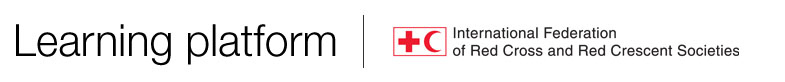 Learning platform
International Federation
of Red Cross and Red Crescent Societies